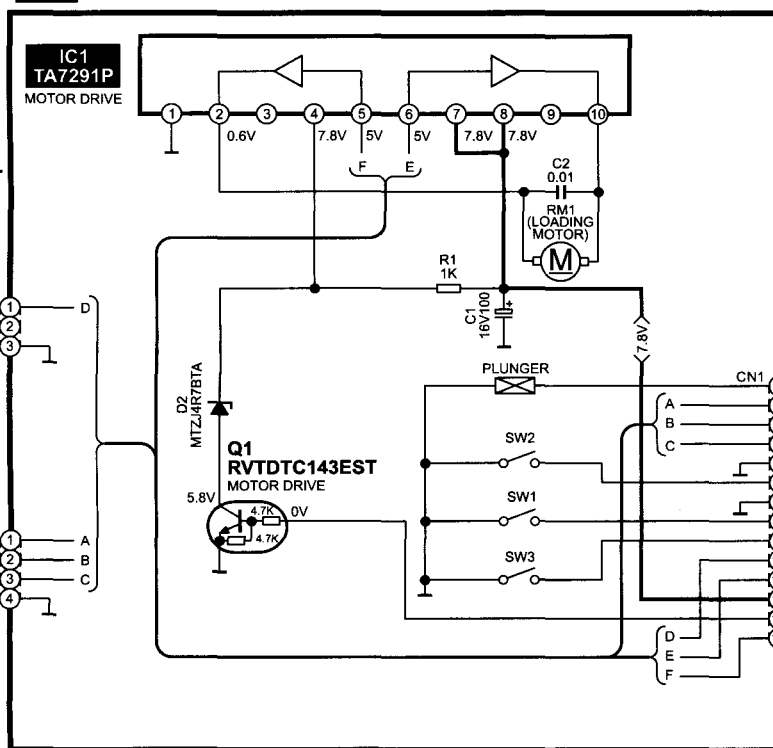 IC1
TA7291P
MOTOR DRIVE
1 2 3 4 5 6 7 8 9 10
0.6V 7.8V 5V 5V 7.8V 7.8V
F E
C2
0.01
RM1
(LOADING
MOTOR)
M
R1
1K
C1
16V100
+
7.8V
1 D
2
3
D2
MTZJ4R7BTA
PLUNGER
CN1
A
B
C
Q1
RVTDTC143EST
MOTOR DRIVE
5.8V
4.7K
0V
4.7K
SW2
SW1
SW3
1 A
2 B
3 C
4
D
E
F